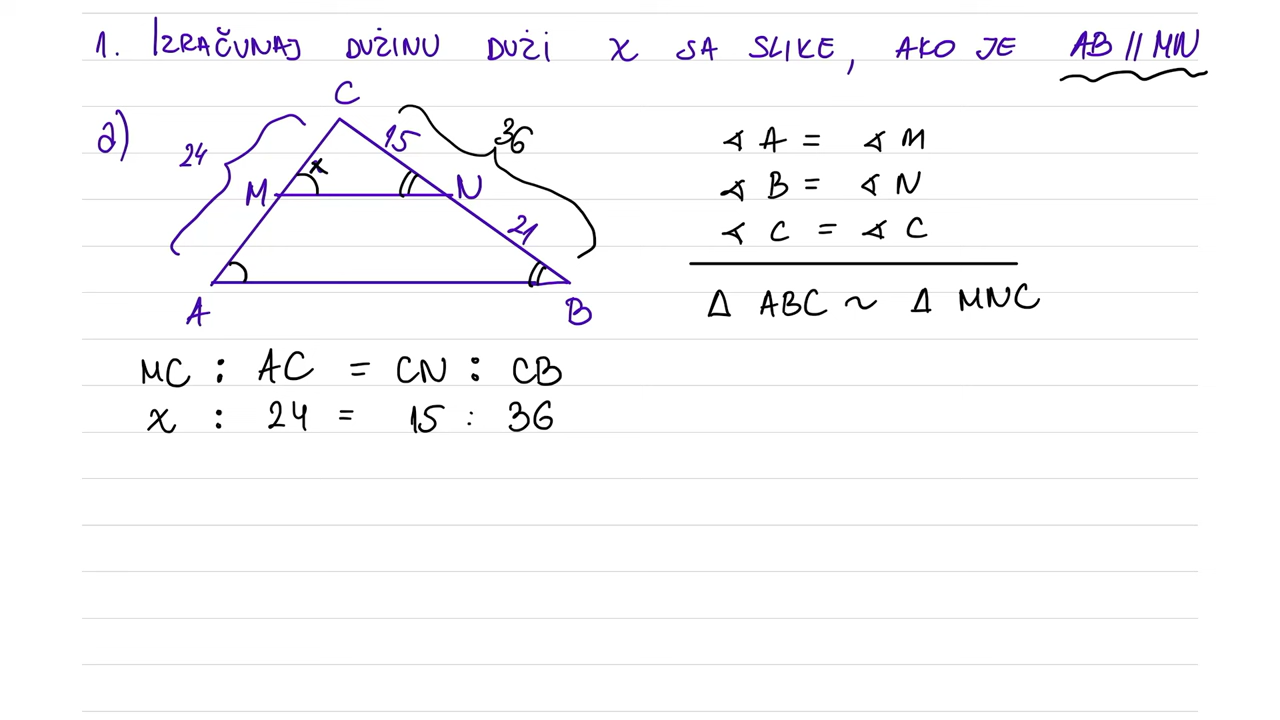 1. IZRAČUNAJ DUŽINU DUŽI X SA SLIKE, AKO JE AB // MN
a)
C
24
15
36
x
M
N
21
A
B
∢ A = ∢ M
∢ B = ∢ N
∢ C = ∢ C
Δ ABC ~ Δ MNC
MC : AC = CN : CB
x : 24 = 15 : 36